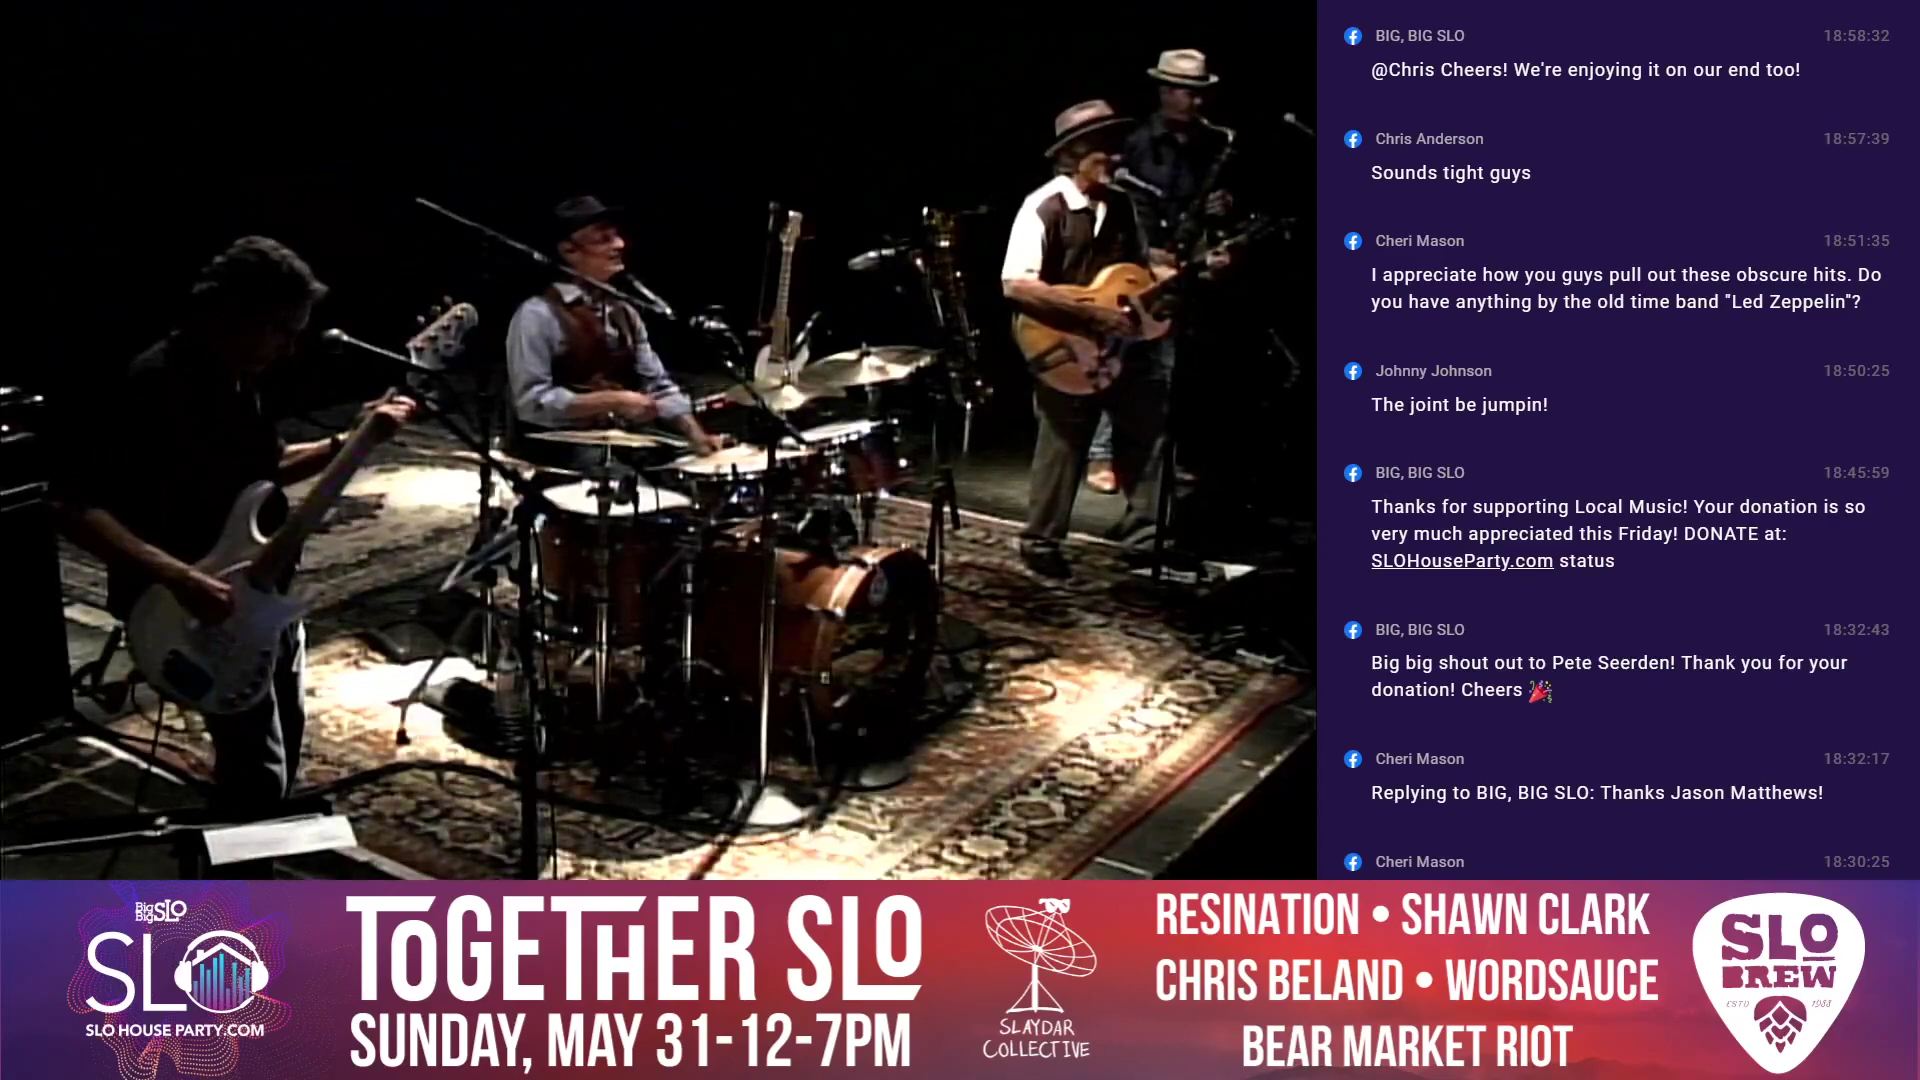 BIG, BIG SLO 18:58:32
@Chris Cheers! We're enjoying it on our end too!
Chris Anderson 18:57:39
Sounds tight guys
Cheri Mason 18:51:35
I appreciate how you guys pull out these obscure hits. Do
you have anything by the old time band "Led Zeppelin"?
Johnny Johnson 18:50:25
The joint be jumpin!
BIG, BIG SLO 18:45:59
Thanks for supporting Local Music! Your donation is so
very much appreciated this Friday! DONATE at:
SLOHouseParty.com status
BIG, BIG SLO 18:32:43
Big big shout out to Pete Seerden! Thank you for your
donation! Cheers 🎉
Cheri Mason 18:32:17
Replying to BIG, BIG SLO: Thanks Jason Matthews!
Cheri Mason 18:30:25
Big Big SLO
SLO
SLO HOUSE PARTY.COM
TOGETHER SLO
SUNDAY, MAY 31-12-7PM
SLAYDAR
COLLECTIVE
RESINATION • SHAWN CLARK
CHRIS BELAND • WORDSAUCE
BEAR MARKET RIOT
SLO
BREW
ESTD 1988